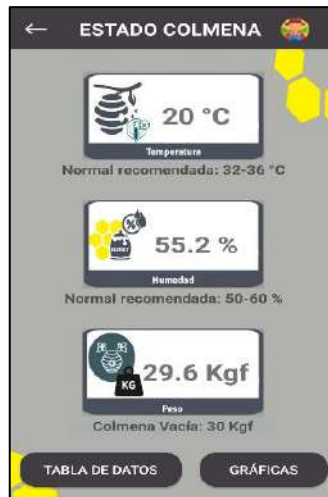 ESTADO COLMENA
20 °C
Temperatura
Normal recomendada: 32-36 °C
%
HONEY
55.2 %
Humedad
Normal recomendada: 50-60 %
KG
29.6 Kgf
Peso
Colmena Vacía: 30 Kgf
TABLA DE DATOS
GRÁFICAS